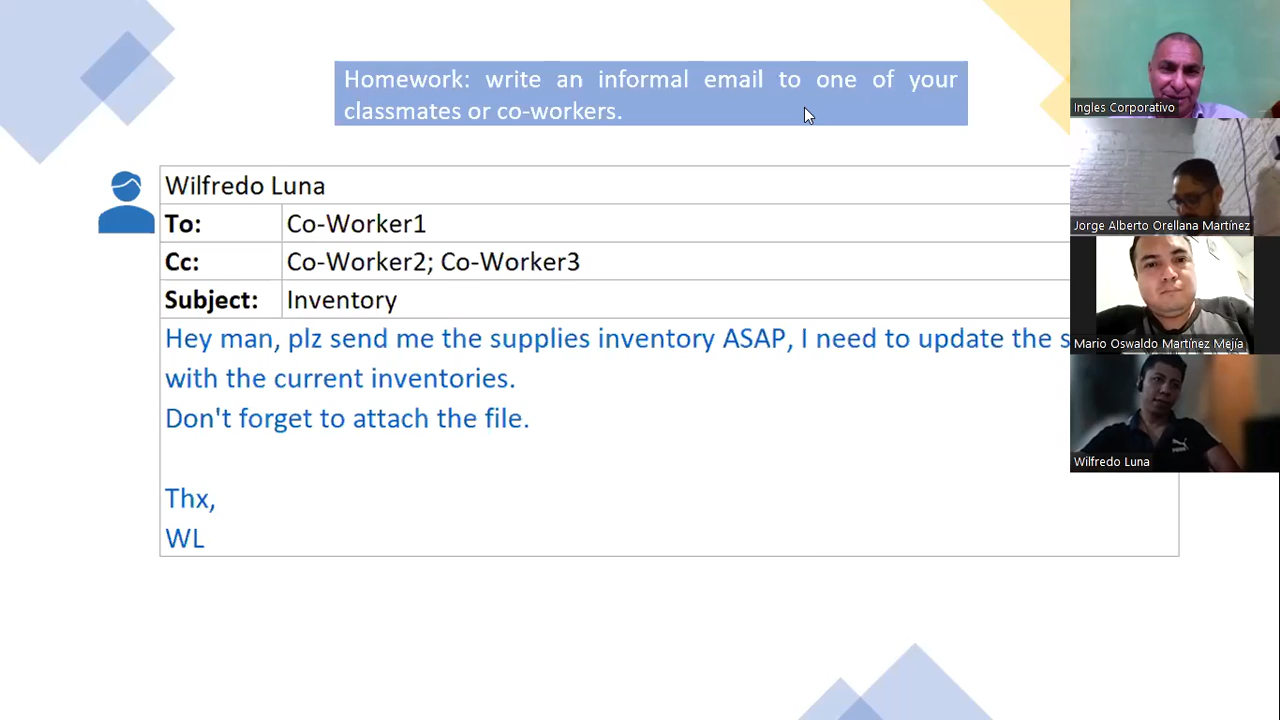 Homework: write an informal email to one of your
classmates or co-workers.
Wilfredo Luna
To: Co-Worker1
Cc: Co-Worker2; Co-Worker3
Subject: Inventory
Hey man, plz send me the supplies inventory ASAP, I need to update the
with the current inventories.
Don't forget to attach the file.
Thx,
WL
Ingles Corporativo
Jorge Alberto Orellana Martínez
Mario Oswaldo Martínez Mejía
Wilfredo Luna